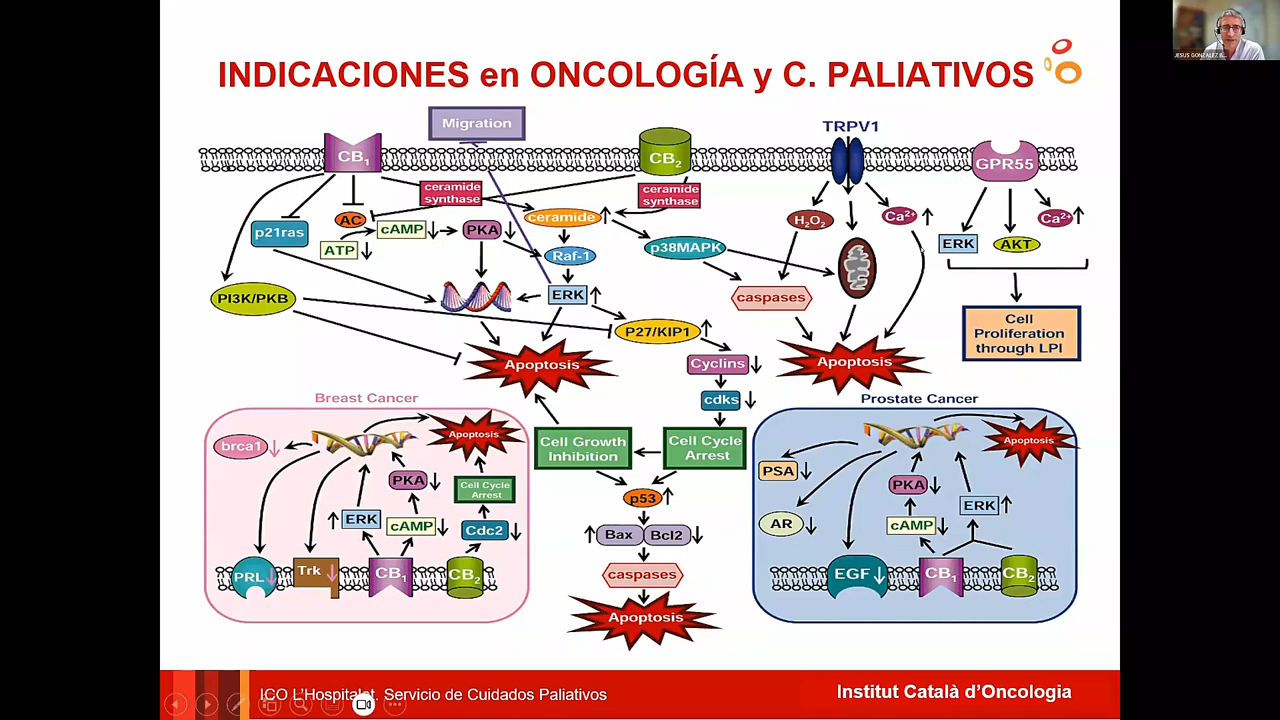 INDICACIONES en ONCOLOGÍA y C. PALIATIVOS
JESUS GONZALEZ B...
Migration
CB1
CB2
TRPV1
GPR55
ceramide
synthase
ceramide
synthase
p21ras
AC
ATP
cAMP
PKA
ceramide
Raf-1
ERK
p38MAPK
H2O2
Ca2+
ERK
AKT
Ca2+
PI3K/PKB
caspases
P27/KIP1
Cell
Proliferation
through LPI
Apoptosis
Cyclins
Apoptosis
cdks
Breast Cancer
Prostate Cancer
brca1
Apoptosis
PKA
Cell Cycle
Arrest
ERK
cAMP
Cdc2
PRL
Trk
CB1
CB2
Cell Growth
Inhibition
Cell Cycle
Arrest
p53
Bax
Bcl2
caspases
Apoptosis
PSA
AR
Apoptosis
PKA
ERK
cAMP
EGF
CB1
CB2
ICO L'Hospitalet. Servicio de Cuidados Paliativos
Institut Català d'Oncologia